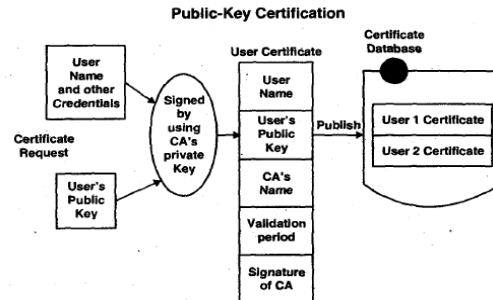 Public-Key Certification
User
Name
and other
Credentials
Certificate
Request
User's
Public
Key
Signed
by
using
CA's
private
Key
User Certificate
User
Name
User's
Public
Key
CA's
Name
Validation
period
Signature
of CA
Publish
Certificate
Database
User 1 Certificate
User 2 Certificate